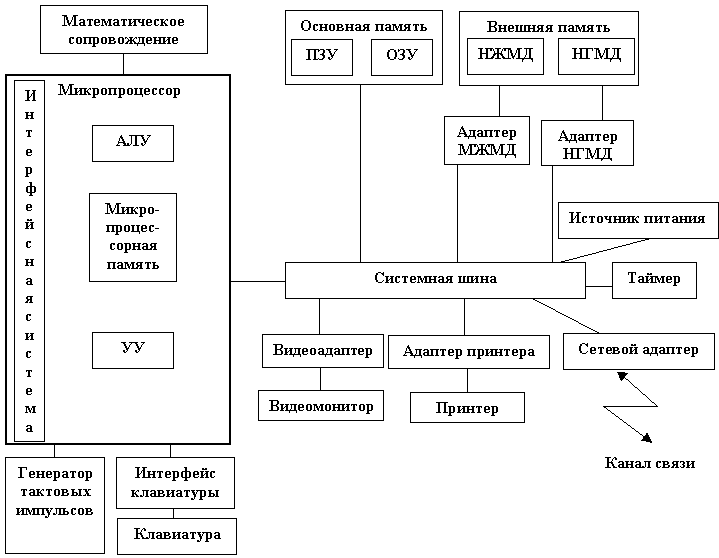 Математическое
сопровождение
Основная память
ПЗУ
ОЗУ
Внешняя память
НЖМД
НГМД
Интерфейсная система
Микропроцессор
АЛУ
Микро-
процес-
сорная
память
УУ
Адаптер
МЖМД
Адаптер
НГМД
Источник питания
Системная шина
Таймер
Видеоадаптер
Адаптер принтера
Сетевой адаптер
Видеомонитор
Принтер
Канал связи
Генератор
тактовых
импульсов
Интерфейс
клавиатуры
Клавиатура